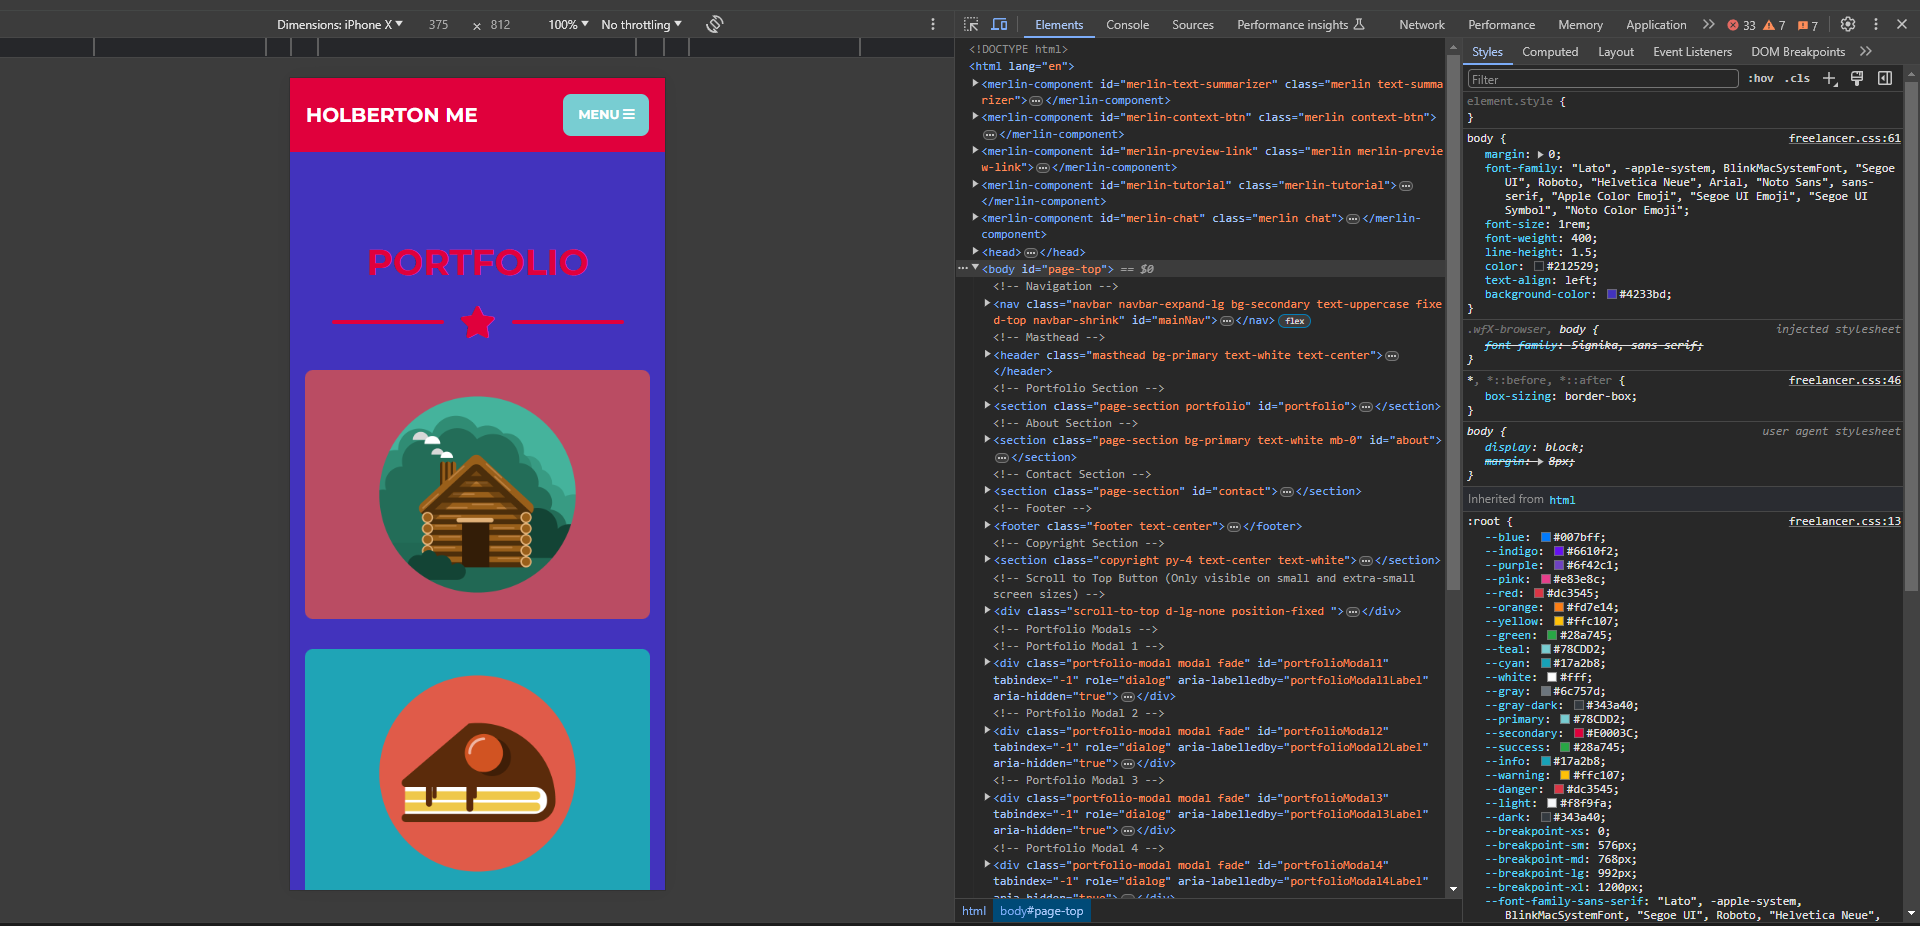 Dimensions: iPhone X 375 × 812 100% No throttling
HOLBERTON ME
MENU
PORTFOLIO
Elements Console Sources Performance insights Network Performance Memory Application 33 7 7
<!DOCTYPE html>
<html lang="en">
<merlin-component id="merlin-text-summarizer" class="merlin text-summa
rizer"> </merlin-component>
<merlin-component id="merlin-context-btn" class="merlin context-btn">
</merlin-component>
<merlin-component id="merlin-preview-link" class="merlin merlin-previe
w-link"> </merlin-component>
<merlin-component id="merlin-tutorial" class="merlin-tutorial">
</merlin-component>
<merlin-component id="merlin-chat" class="merlin chat"> </merlin-
component>
<head> </head>
<body id="page-top"> == $0
<!-- Navigation -->
<nav class="navbar navbar-expand-lg bg-secondary text-uppercase fixe
d-top navbar-shrink" id="mainNav"> </nav> flex
<!-- Masthead -->
<header class="masthead bg-primary text-white text-center">
</header>
<!-- Portfolio Section -->
<section class="page-section portfolio" id="portfolio"> </section>
<!-- About Section -->
<section class="page-section bg-primary text-white mb-0" id="about">
</section>
<!-- Contact Section -->
<section class="page-section" id="contact"> </section>
<!-- Footer -->
<footer class="footer text-center"> </footer>
<!-- Copyright Section -->
<section class="copyright py-4 text-center text-white"> </section>
<!-- Scroll to Top Button (Only visible on small and extra-small
screen sizes) -->
<div class="scroll-to-top d-lg-none position-fixed "> </div>
<!-- Portfolio Modals -->
<!-- Portfolio Modal 1 -->
<div class="portfolio-modal modal fade" id="portfolioModal1"
tabindex="-1" role="dialog" aria-labelledby="portfolioModal1Label"
aria-hidden="true"> </div>
<!-- Portfolio Modal 2 -->
<div class="portfolio-modal modal fade" id="portfolioModal2"
tabindex="-1" role="dialog" aria-labelledby="portfolioModal2Label"
aria-hidden="true"> </div>
<!-- Portfolio Modal 3 -->
<div class="portfolio-modal modal fade" id="portfolioModal3"
tabindex="-1" role="dialog" aria-labelledby="portfolioModal3Label"
aria-hidden="true"> </div>
<!-- Portfolio Modal 4 -->
<div class="portfolio-modal modal fade" id="portfolioModal4"
tabindex="-1" role="dialog" aria-labelledby="portfolioModal4Label"
aria-hidden="true"> </div>
html body#page-top
Styles Computed Layout Event Listeners DOM Breakpoints
Filter :hov .cls
element.style {
}
body { freelancer.css:61
margin: 0;
font-family: "Lato", -apple-system, BlinkMacSystemFont, "Segoe
UI", Roboto, "Helvetica Neue", Arial, "Noto Sans", sans-
serif, "Apple Color Emoji", "Segoe UI Emoji", "Segoe UI
Symbol", "Noto Color Emoji";
font-size: 1rem;
font-weight: 400;
line-height: 1.5;
color: #212529;
text-align: left;
background-color: #4233bd;
}
.wfX-browser, body { injected stylesheet
font-family: Signika, sans-serif;
}
*, *::before, *::after { freelancer.css:46
box-sizing: border-box;
}
body { user agent stylesheet
display: block;
margin: 8px;
}
Inherited from html
:root { freelancer.css:13
--blue: #007bff;
--indigo: #6610f2;
--purple: #6f42c1;
--pink: #e83e8c;
--red: #dc3545;
--orange: #fd7e14;
--yellow: #ffc107;
--green: #28a745;
--teal: #78CDD2;
--cyan: #17a2b8;
--white: #fff;
--gray: #6c757d;
--gray-dark: #343a40;
--primary: #78CDD2;
--secondary: #E0003C;
--success: #28a745;
--info: #17a2b8;
--warning: #ffc107;
--danger: #dc3545;
--light: #f8f9fa;
--dark: #343a40;
--breakpoint-xs: 0;
--breakpoint-sm: 576px;
--breakpoint-md: 768px;
--breakpoint-lg: 992px;
--breakpoint-xl: 1200px;
--font-family-sans-serif: "Lato", -apple-system,
BlinkMacSystemFont, "Segoe UI", Roboto, "Helvetica Neue",